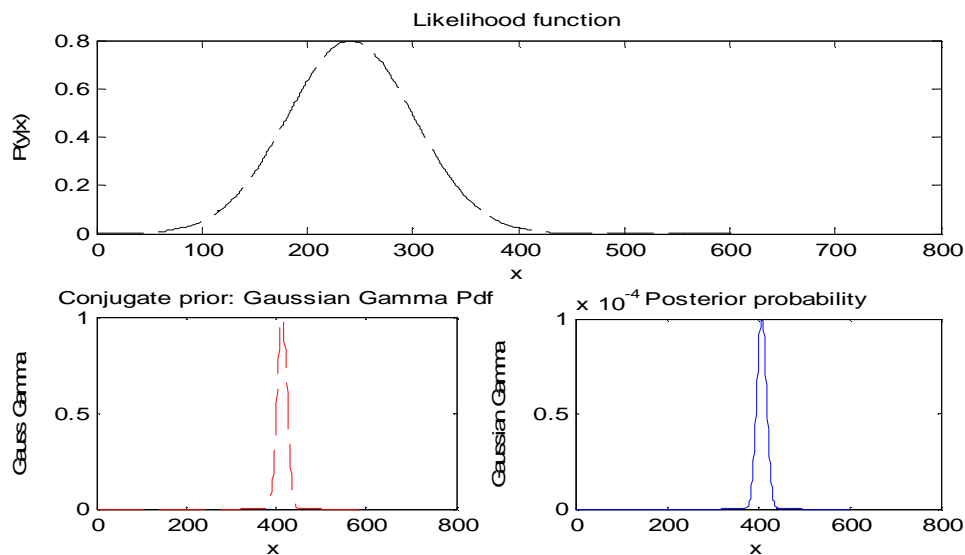 Likelihood function
P(y|x)
0.8
0.6
0.4
0.2
0
0 100 200 300 400 500 600 700 800
x
Conjugate prior: Gaussian Gamma Pdf
Gauss Gamma
1
0.5
0
0 200 400 600 800
x
× 10^-4 Posterior probability
Gaussian Gamma
1
0.5
0
0 200 400 600 800
x